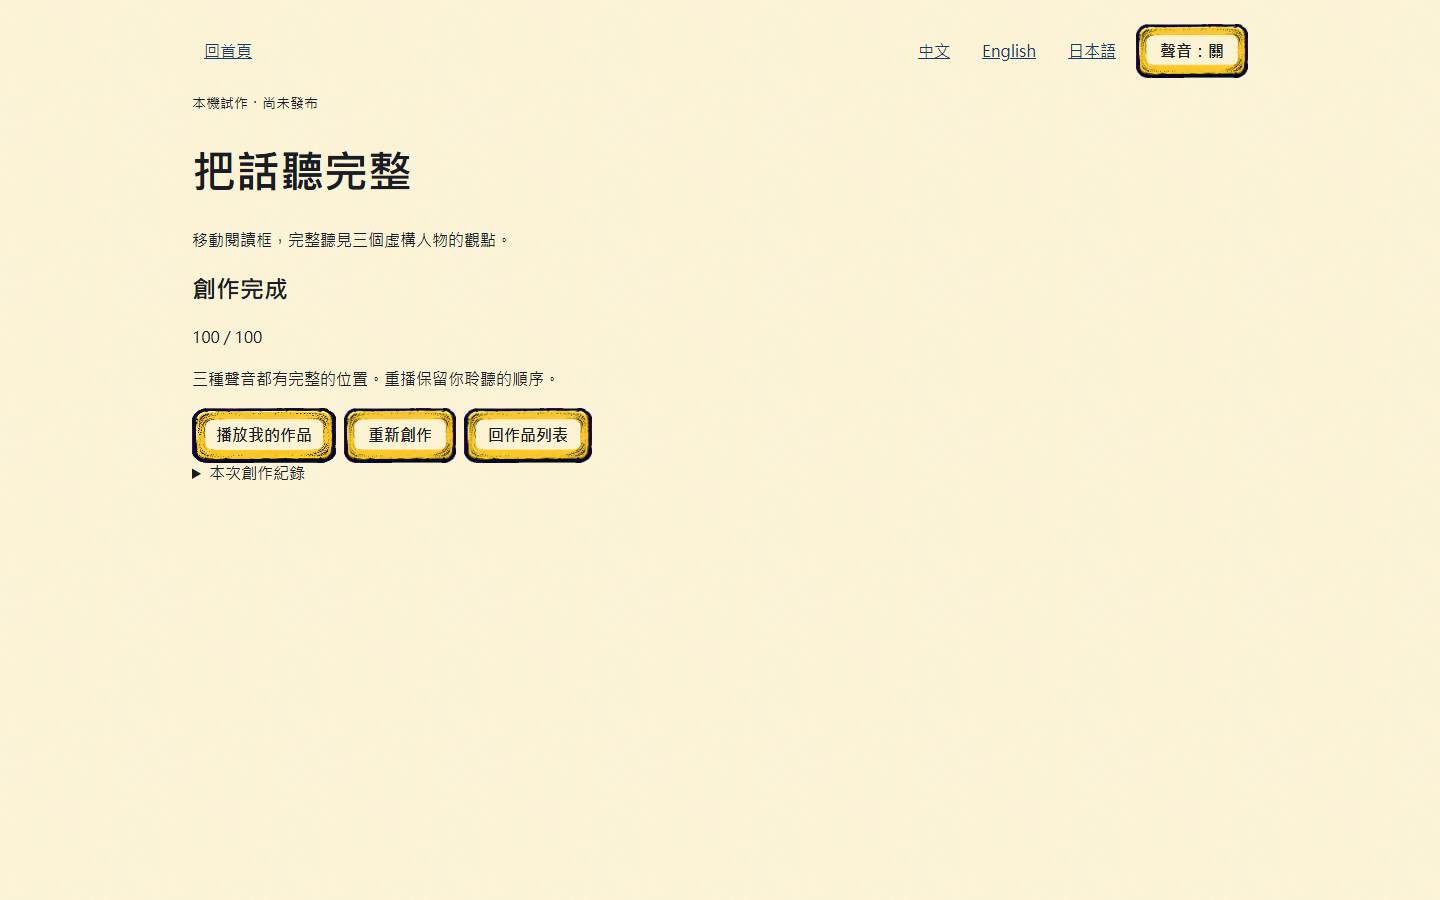 回首頁
中文 English 日本語 聲音：關
本機試作・尚未發布
把話聽完整
移動閱讀框，完整聽見三個虛構人物的觀點。
創作完成
100 / 100
三種聲音都有完整的位置。重播保留你聆聽的順序。
播放我的作品 重新創作 回作品列表
本次創作紀錄